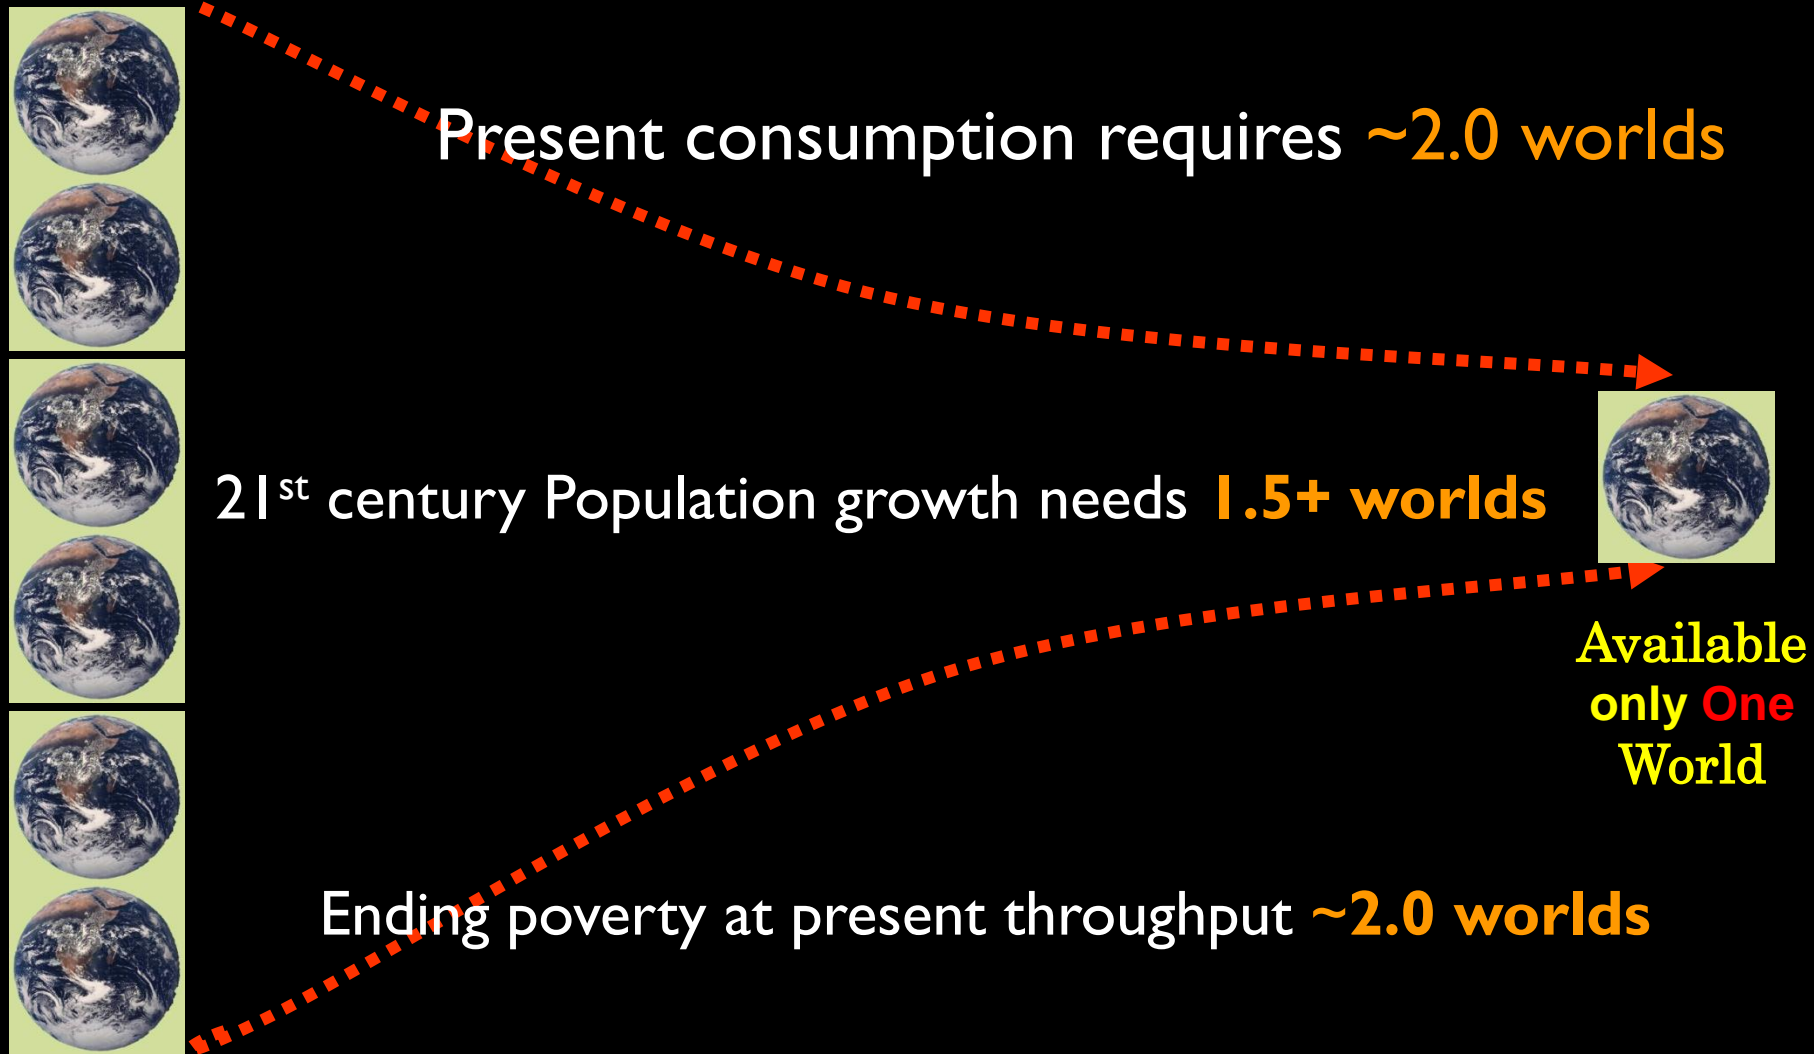 Present consumption requires ~2.0 worlds
21st century Population growth needs 1.5+ worlds
Available
only One
World
Ending poverty at present throughput ~2.0 worlds